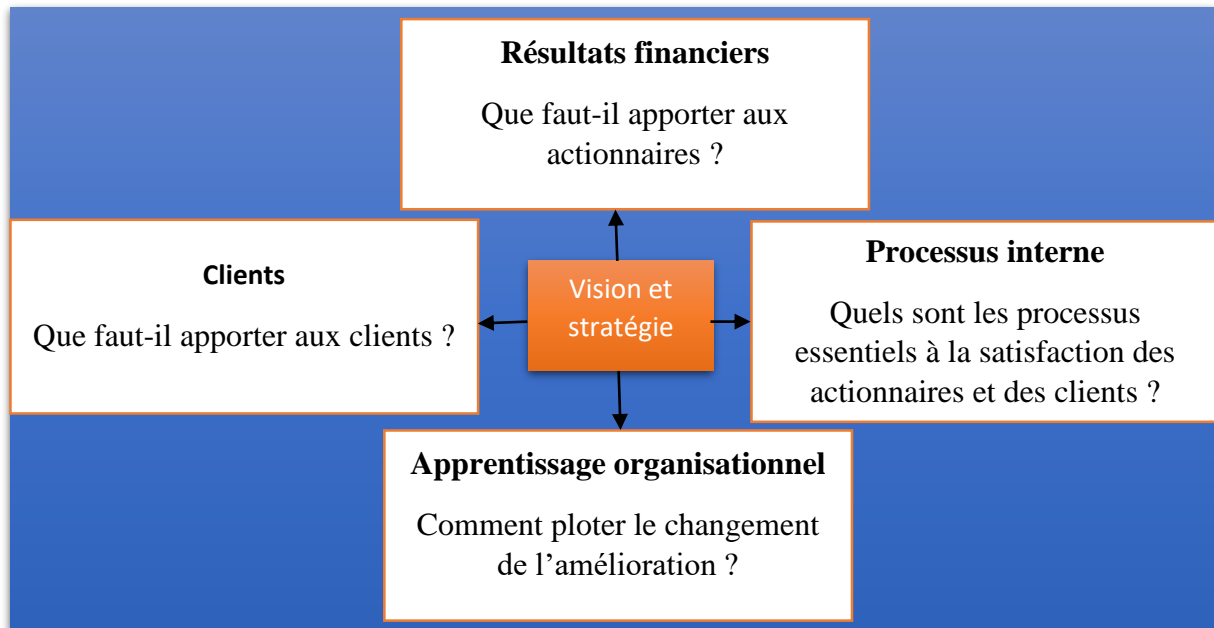 Résultats financiers
Que faut-il apporter aux
actionnaires ?
Clients
Que faut-il apporter aux clients ?
Vision et
stratégie
Processus interne
Quels sont les processus
essentiels à la satisfaction des
actionnaires et des clients ?
Apprentissage organisationnel
Comment ploter le changement
de l’amélioration ?